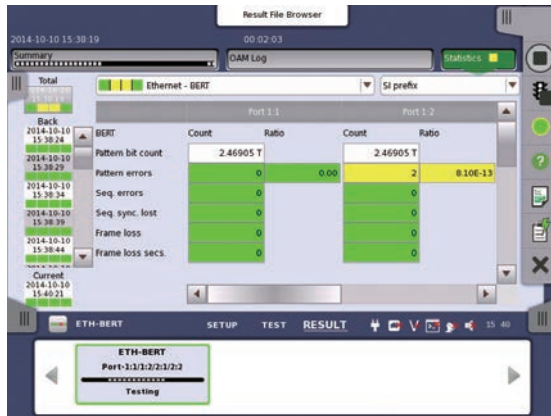 Result File Browser
2014-10-10 15:38:19
00:02:03
Summary
OAM Log
Statistics
Total
Ethernet - BERT
SI prefix
Port 1:1
Port 1:2
Back
2014-10-10
15:38:24
2014-10-10
15:38:29
2014-10-10
15:38:34
2014-10-10
15:38:39
2014-10-10
15:38:44
Current
2014-10-10
15:40:21
BERT
Count
Ratio
Count
Ratio
Pattern bit count
2.46905 T
2.46905 T
Pattern errors
0
0.00
2
8.10E-13
Seq. errors
0
0
Seq. sync. lost
0
0
Frame loss
0
0
Frame loss secs.
0
0
ETH-BERT
SETUP
TEST
RESULT
15 40
ETH-BERT
Port-1:1/1:2/2:1/2:2
Testing